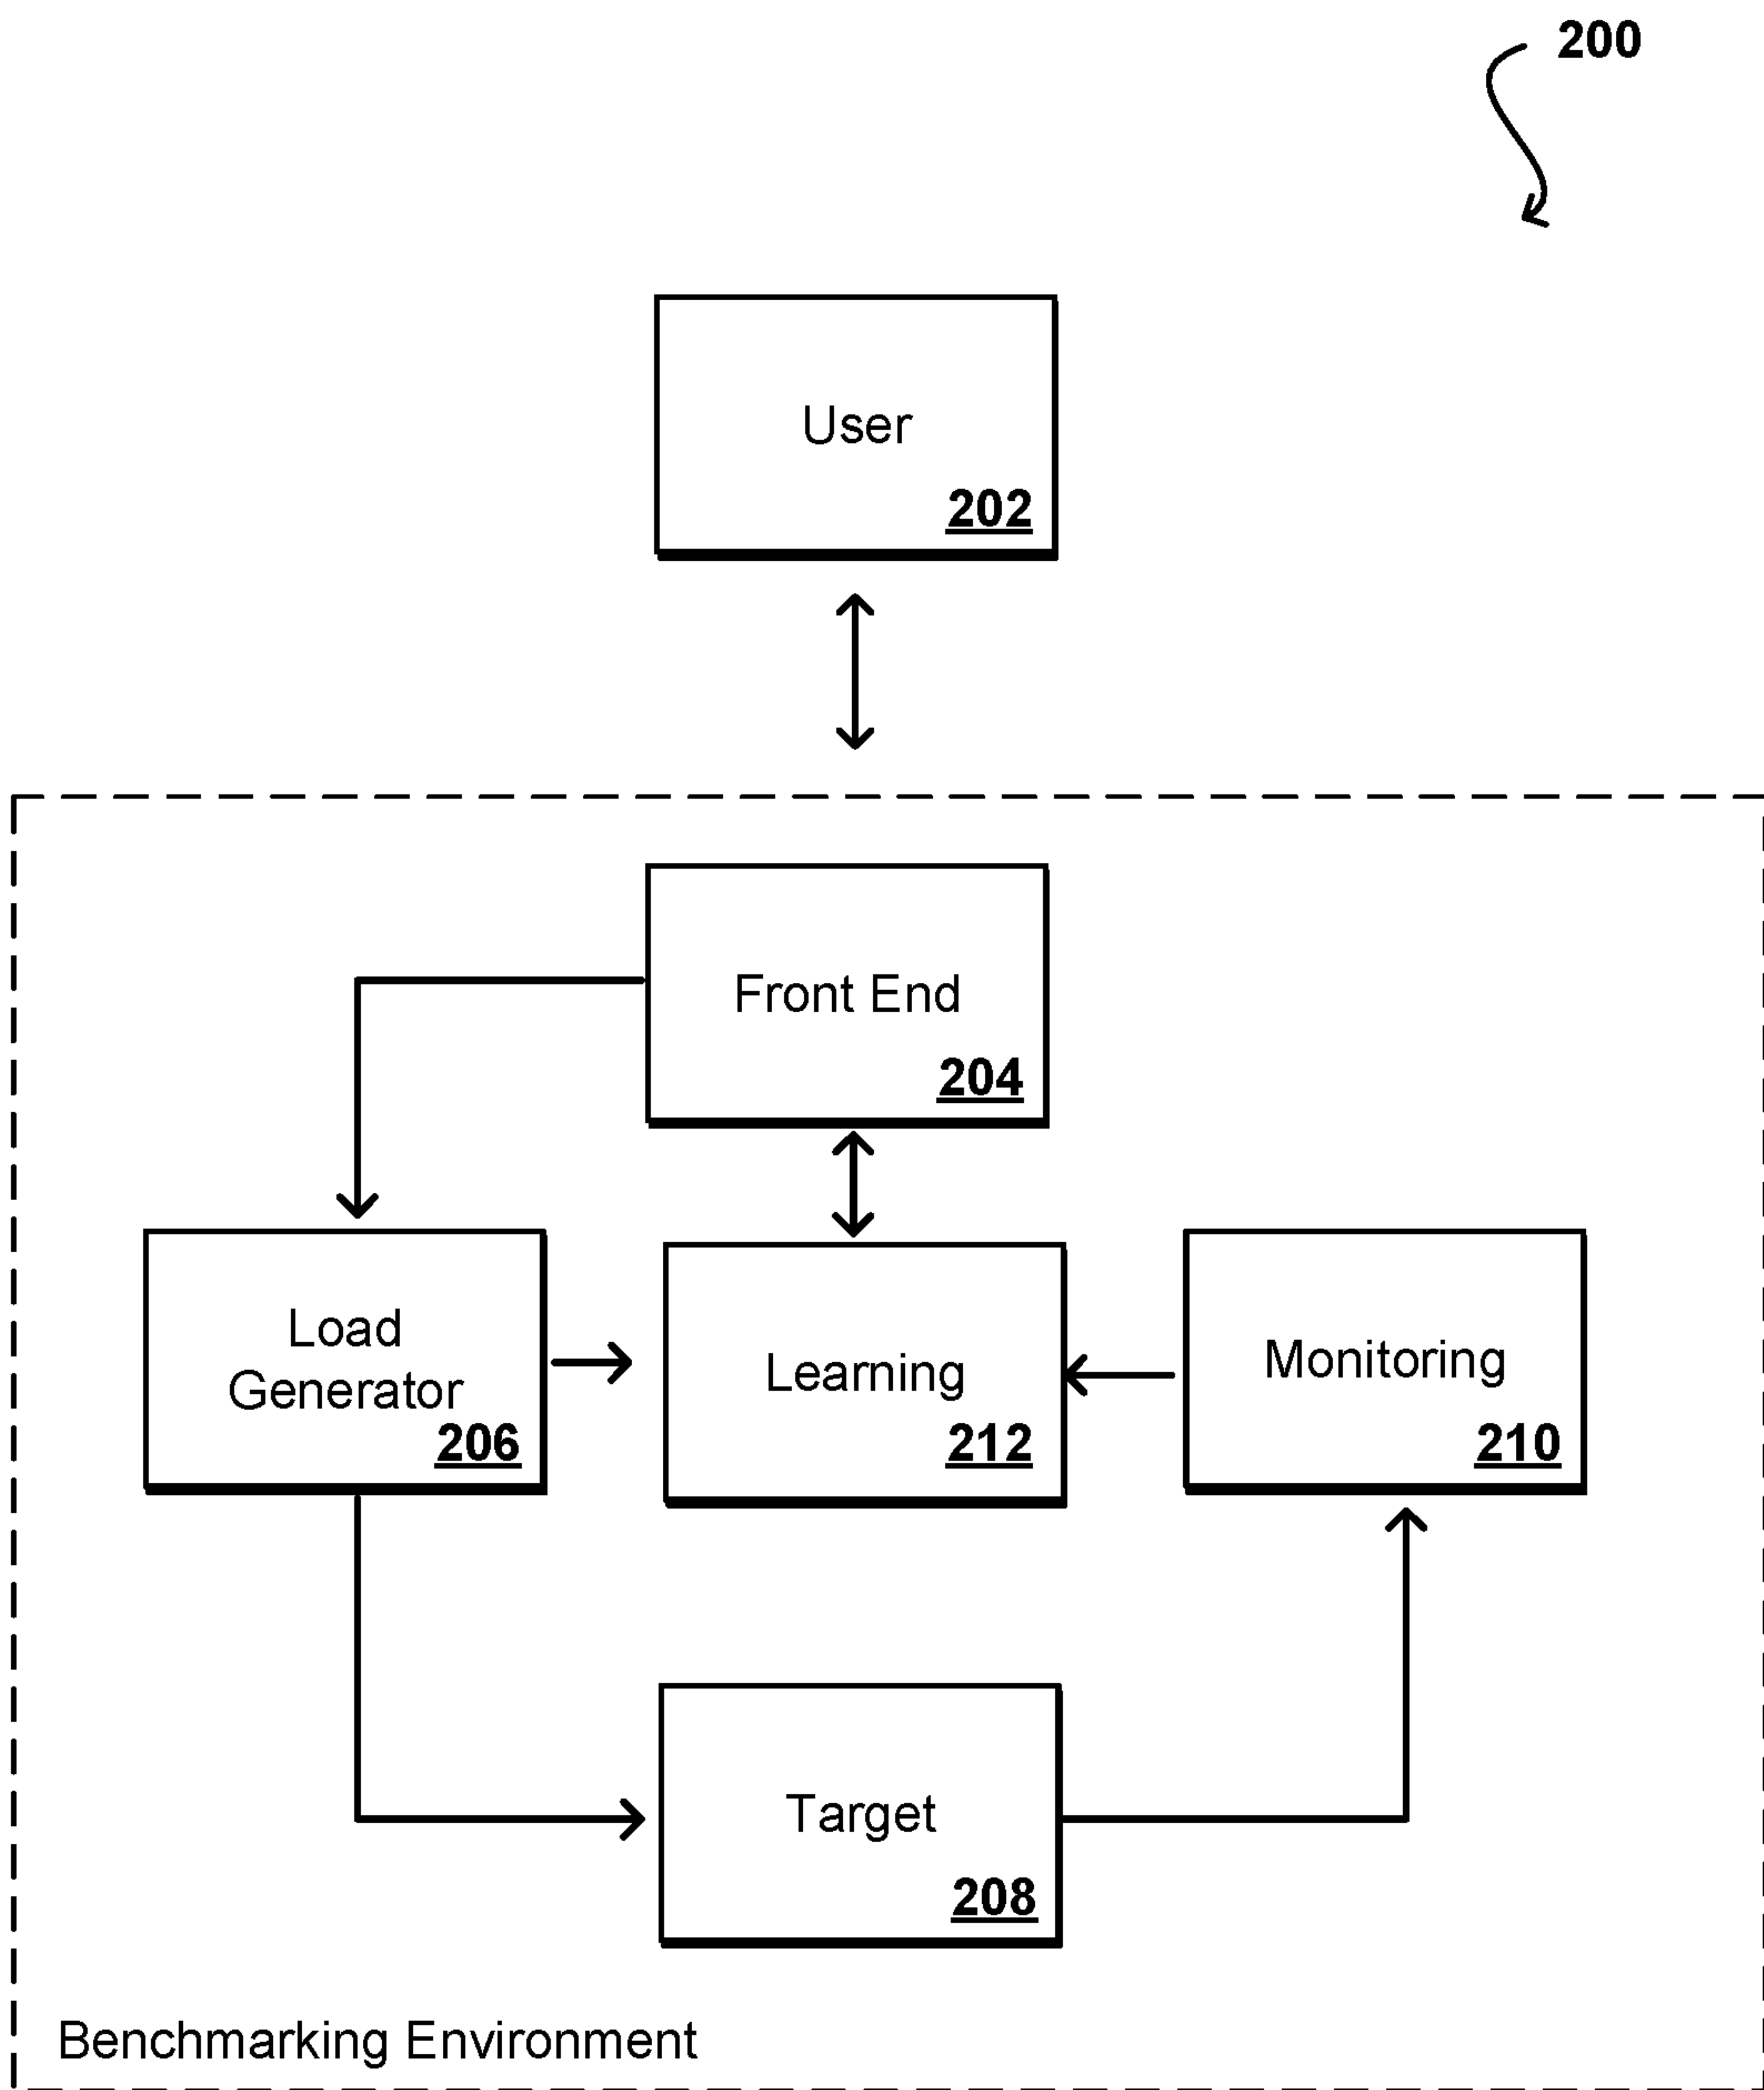 200
User
202
Front End
204
Load
Generator
206
Learning
212
Monitoring
210
Target
208
Benchmarking Environment